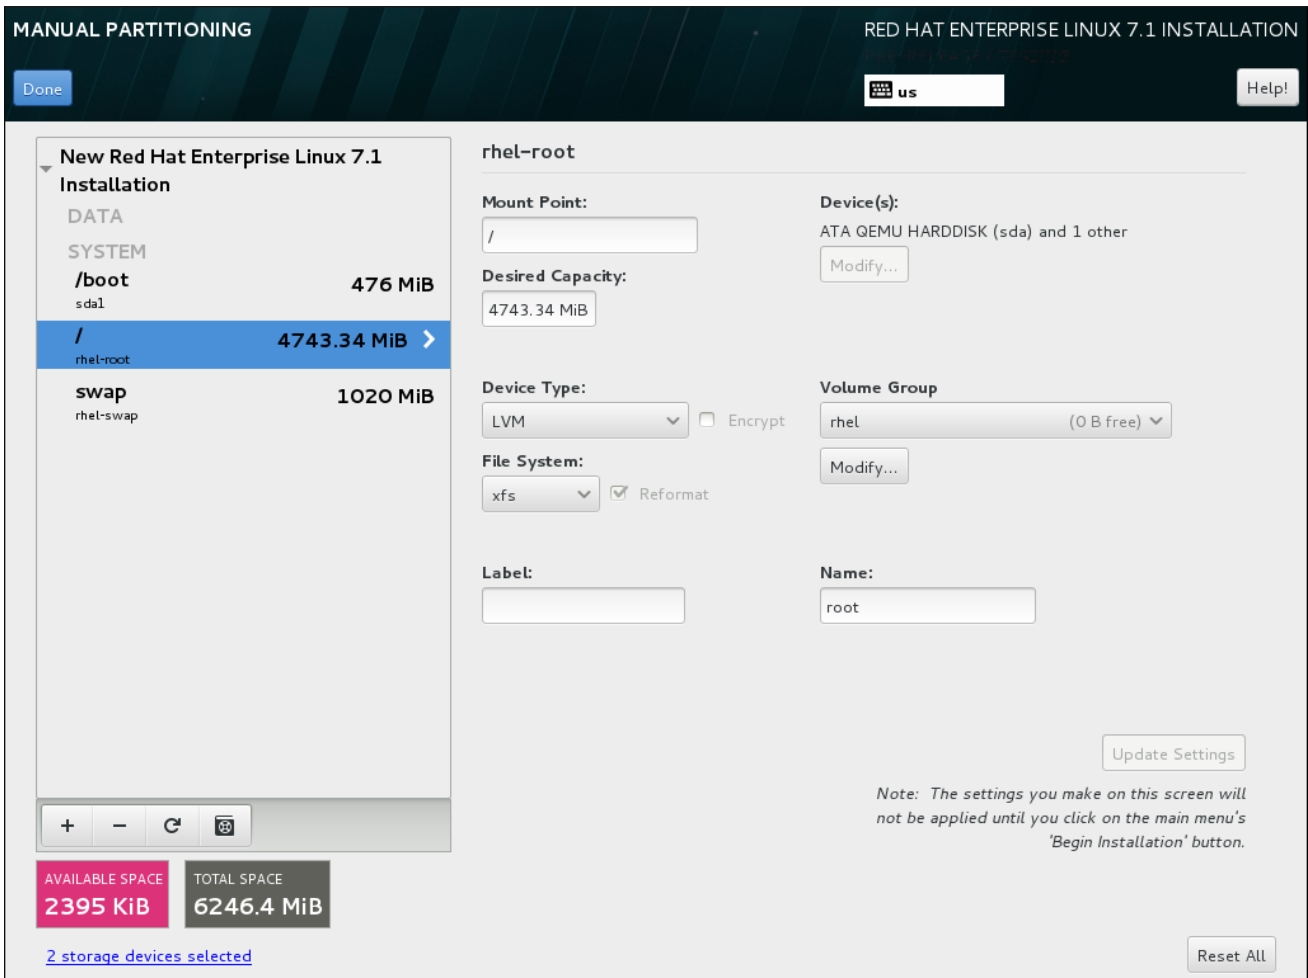 MANUAL PARTITIONING
RED HAT ENTERPRISE LINUX 7.1 INSTALLATION
Done
us
Help!
New Red Hat Enterprise Linux 7.1
Installation
DATA
SYSTEM
/boot
476 MiB
sda1
/
4743.34 MiB
rhel-root
swap
1020 MiB
rhel-swap
AVAILABLE SPACE
2395 KiB
TOTAL SPACE
6246.4 MiB
2 storage devices selected
rhel-root
Mount Point:
/
Desired Capacity:
4743.34 MiB
Device(s):
ATA QEMU HARDDISK (sda) and 1 other
Modify...
Device Type:
LVM
Encrypt
Volume Group
rhel (0 B free)
Modify...
File System:
xfs
Reformat
Label:
Name:
root
Update Settings
Note: The settings you make on this screen will
not be applied until you click on the main menu's
'Begin Installation' button.
Reset All